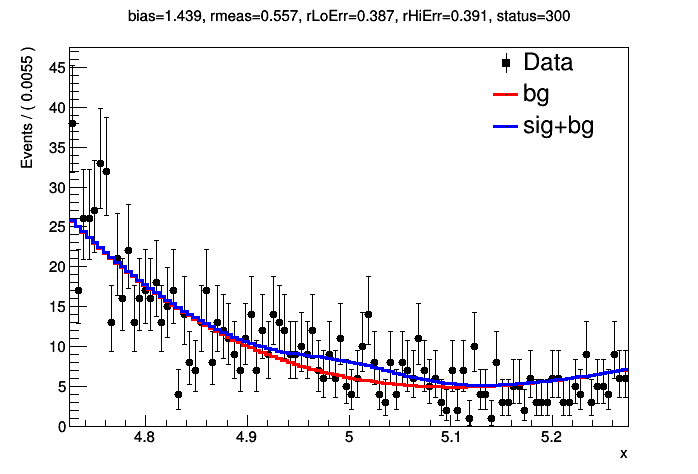 bias=1.439, rmeas=0.557, rLoErr=0.387, rHiErr=0.391, status=300
Events / ( 0.0055 )
45
40
35
30
25
20
15
10
5
0
Data
bg
sig+bg
4.8 4.9 5 5.1 5.2
x